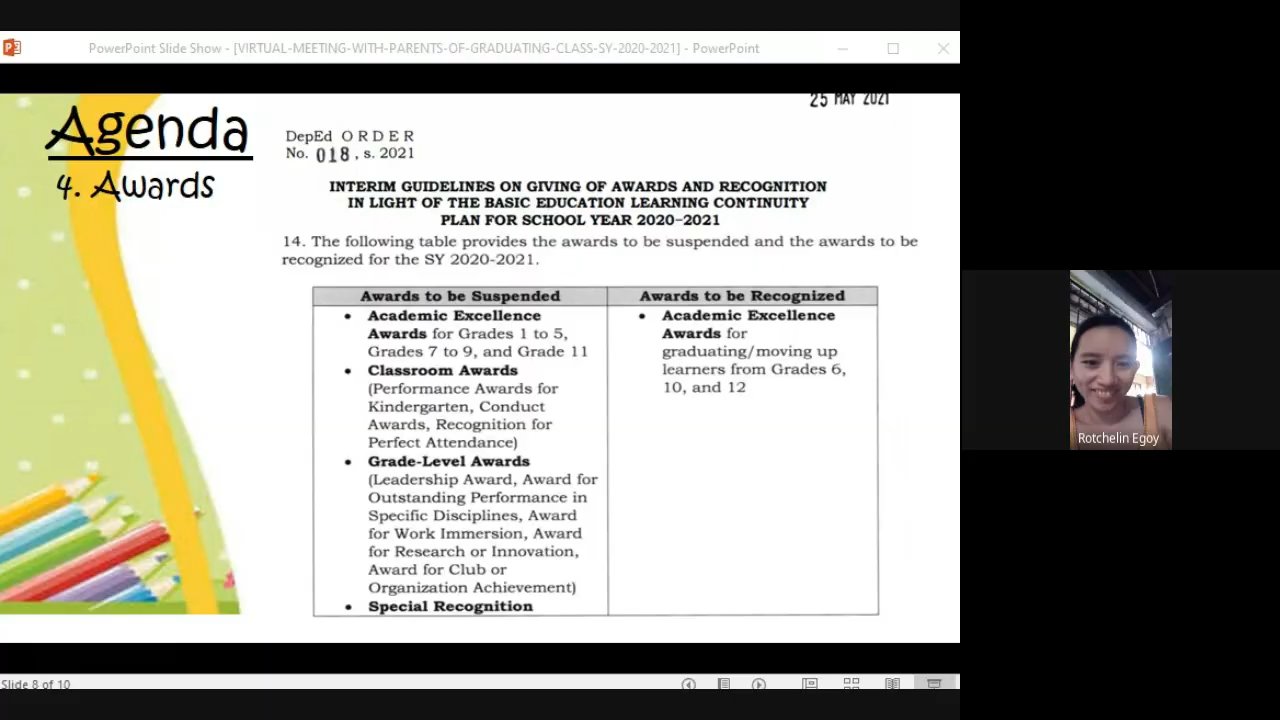 PowerPoint Slide Show - [VIRTUAL-MEETING-WITH-PARENTS-OF-GRADUATING-CLASS-SY-2020-2021] - PowerPoint
Agenda
4. Awards
25 MAY 2021
DepEd ORDER
No. 018, s. 2021
INTERIM GUIDELINES ON GIVING OF AWARDS AND RECOGNITION
IN LIGHT OF THE BASIC EDUCATION LEARNING CONTINUITY
PLAN FOR SCHOOL YEAR 2020-2021
14. The following table provides the awards to be suspended and the awards to be
recognized for the SY 2020-2021.
Awards to be Suspended
• Academic Excellence
Awards for Grades 1 to 5,
Grades 7 to 9, and Grade 11
• Classroom Awards
(Performance Awards for
Kindergarten, Conduct
Awards, Recognition for
Perfect Attendance)
• Grade-Level Awards
(Leadership Award, Award for
Outstanding Performance in
Specific Disciplines, Award
for Work Immersion, Award
for Research or Innovation,
Award for Club or
Organization Achievement)
• Special Recognition
Awards to be Recognized
• Academic Excellence
Awards for
graduating/moving up
learners from Grades 6,
10, and 12
Rotchelin Egoy
Slide 8 of 10